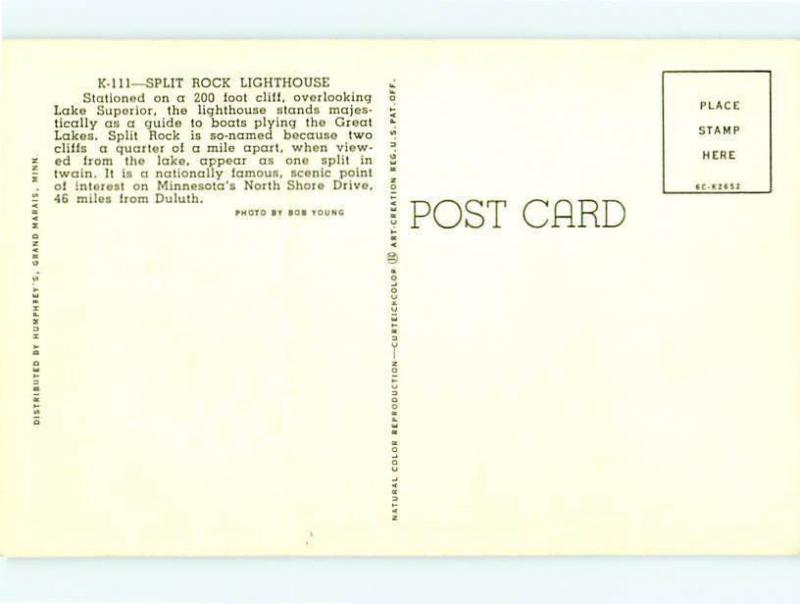 K-111—SPLIT ROCK LIGHTHOUSE
Stationed on a 200 foot cliff, overlooking
Lake Superior, the lighthouse stands majes-
tically as a guide to boats plying the Great
Lakes. Split Rock is so-named because two
cliffs a quarter of a mile apart, when view-
ed from the lake, appear as one split in
twain. It is a nationally famous, scenic point
of interest on Minnesota's North Shore Drive,
46 miles from Duluth.
PHOTO BY BOB YOUNG
DISTRIBUTED BY HUMPHREY'S, GRAND MARAIS, MINN.
NATURAL COLOR REPRODUCTION—CURTEICHCOLOR ART-CREATION REG.U.S.PAT.OFF.
POST CARD
PLACE
STAMP
HERE
6C-K2652